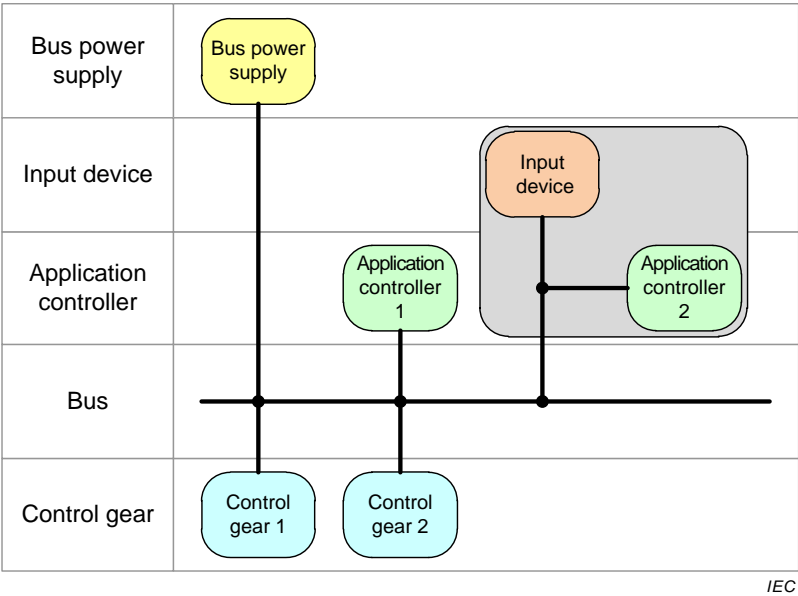 Bus power
supply
Bus power
supply
Input device
Input
device
Application
controller
Application
controller
1
Application
controller
2
Bus
Control gear
Control
gear 1
Control
gear 2
IEC